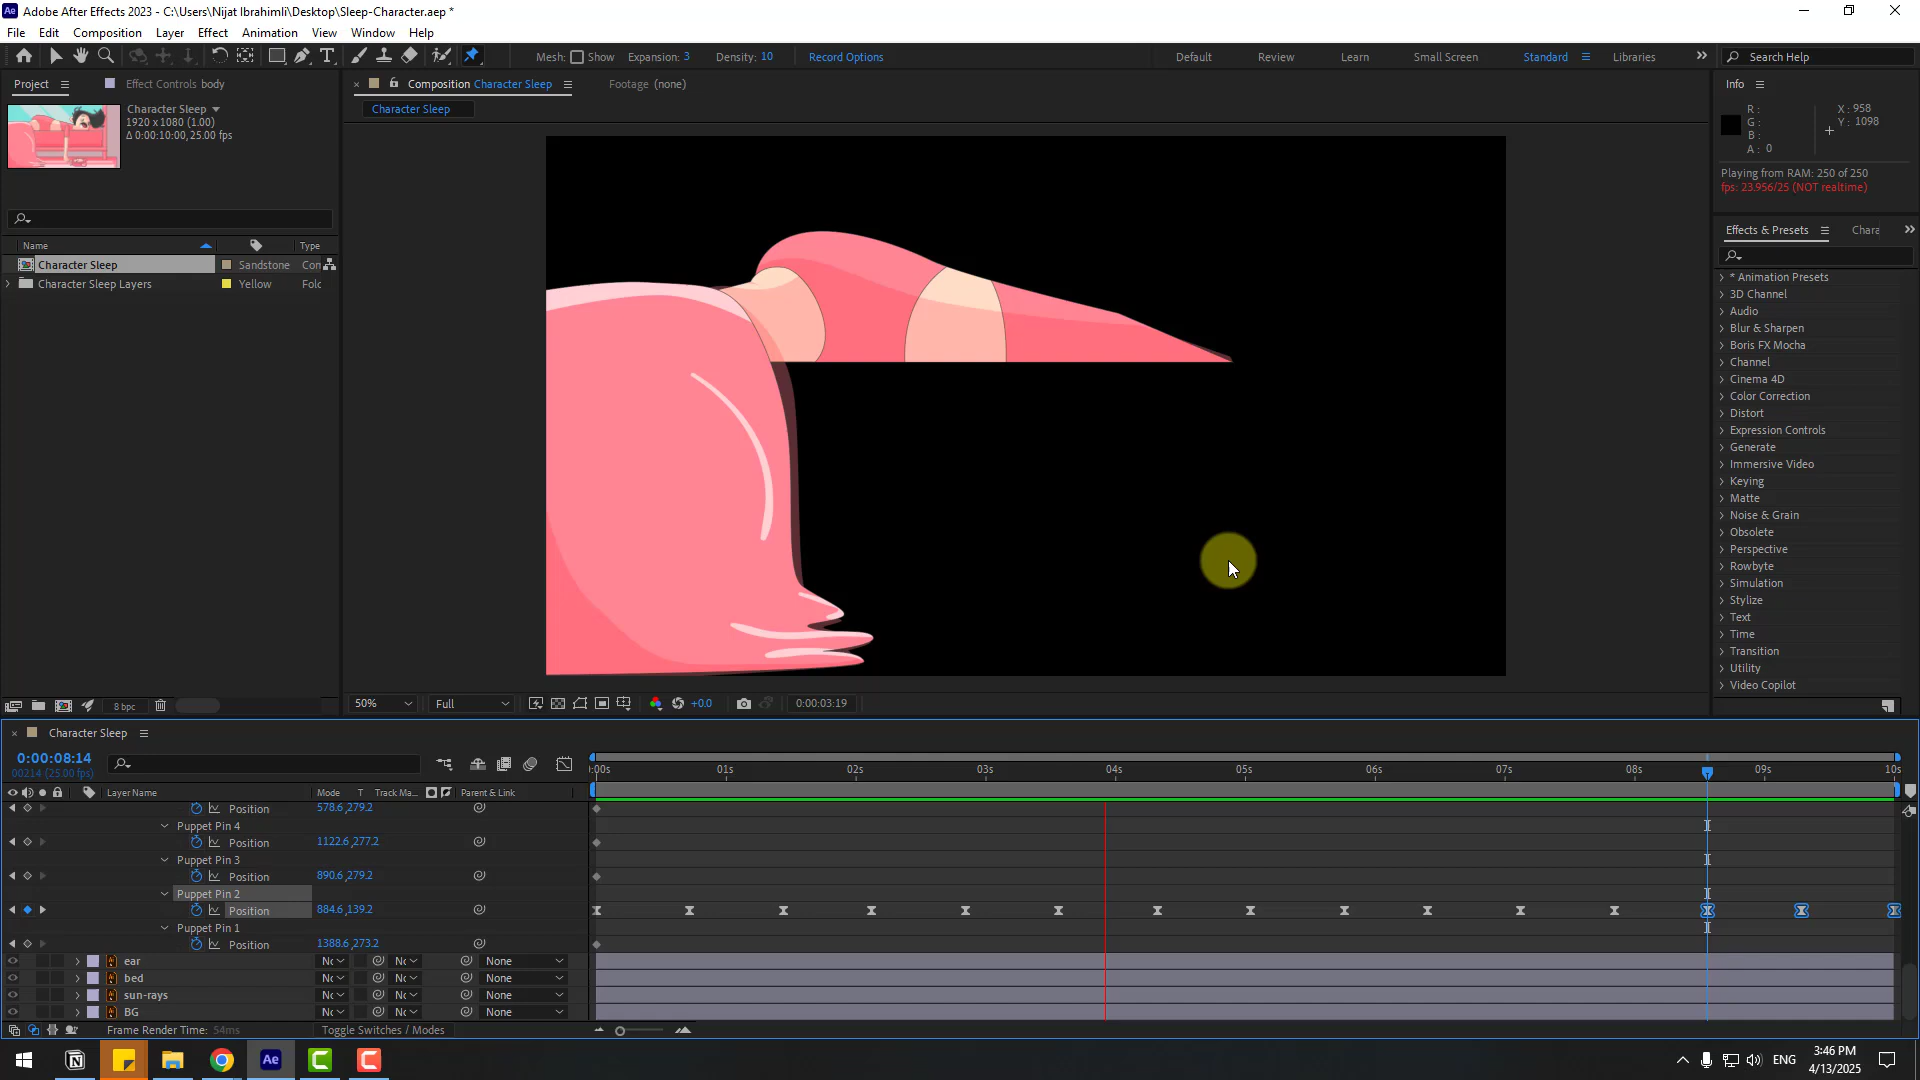 Adobe After Effects 2023 - C:\Users\Nijat Ibrahimli\Desktop\Sleep-Character.aep *
File Edit Composition Layer Effect Animation View Window Help
Mesh: Show Expansion: 3 Density: 10 Record Options
Default Review Learn Small Screen Standard Libraries
Search Help
Project
Effect Controls body
Character Sleep
1920 x 1080 (1.00)
Δ 0:00:10:00, 25.00 fps
Name Type
Character Sleep Sandstone Con
Character Sleep Layers Yellow Folc
8 bpc
Composition Character Sleep
Footage (none)
Character Sleep
50% Full +0.0 0:00:03:19
Info
R :
G :
B :
A : 0
X : 958
Y : 1098
Playing from RAM: 250 of 250
fps: 23.956/25 (NOT realtime)
Effects & Presets Chara
* Animation Presets
3D Channel
Audio
Blur & Sharpen
Boris FX Mocha
Channel
Cinema 4D
Color Correction
Distort
Expression Controls
Generate
Immersive Video
Keying
Matte
Noise & Grain
Obsolete
Perspective
Rowbyte
Simulation
Stylize
Text
Time
Transition
Utility
Video Copilot
Character Sleep
0:00:08:14
00214 (25.00 fps)
:00s 01s 02s 03s 04s 05s 06s 07s 08s 09s 10s
Layer Name Mode T Track Ma... Parent & Link
Position 578.6,279.2
Puppet Pin 4
Position 1122.6,277.2
Puppet Pin 3
Position 890.6,279.2
Puppet Pin 2
Position 884.6,139.2
Puppet Pin 1
Position 1388.6,273.2
ear Nc Nc None
bed Nc Nc None
sun-rays Nc Nc None
BG Nc Nc None
Frame Render Time: 54ms Toggle Switches / Modes
Ae
ENG
3:46 PM
4/13/2025